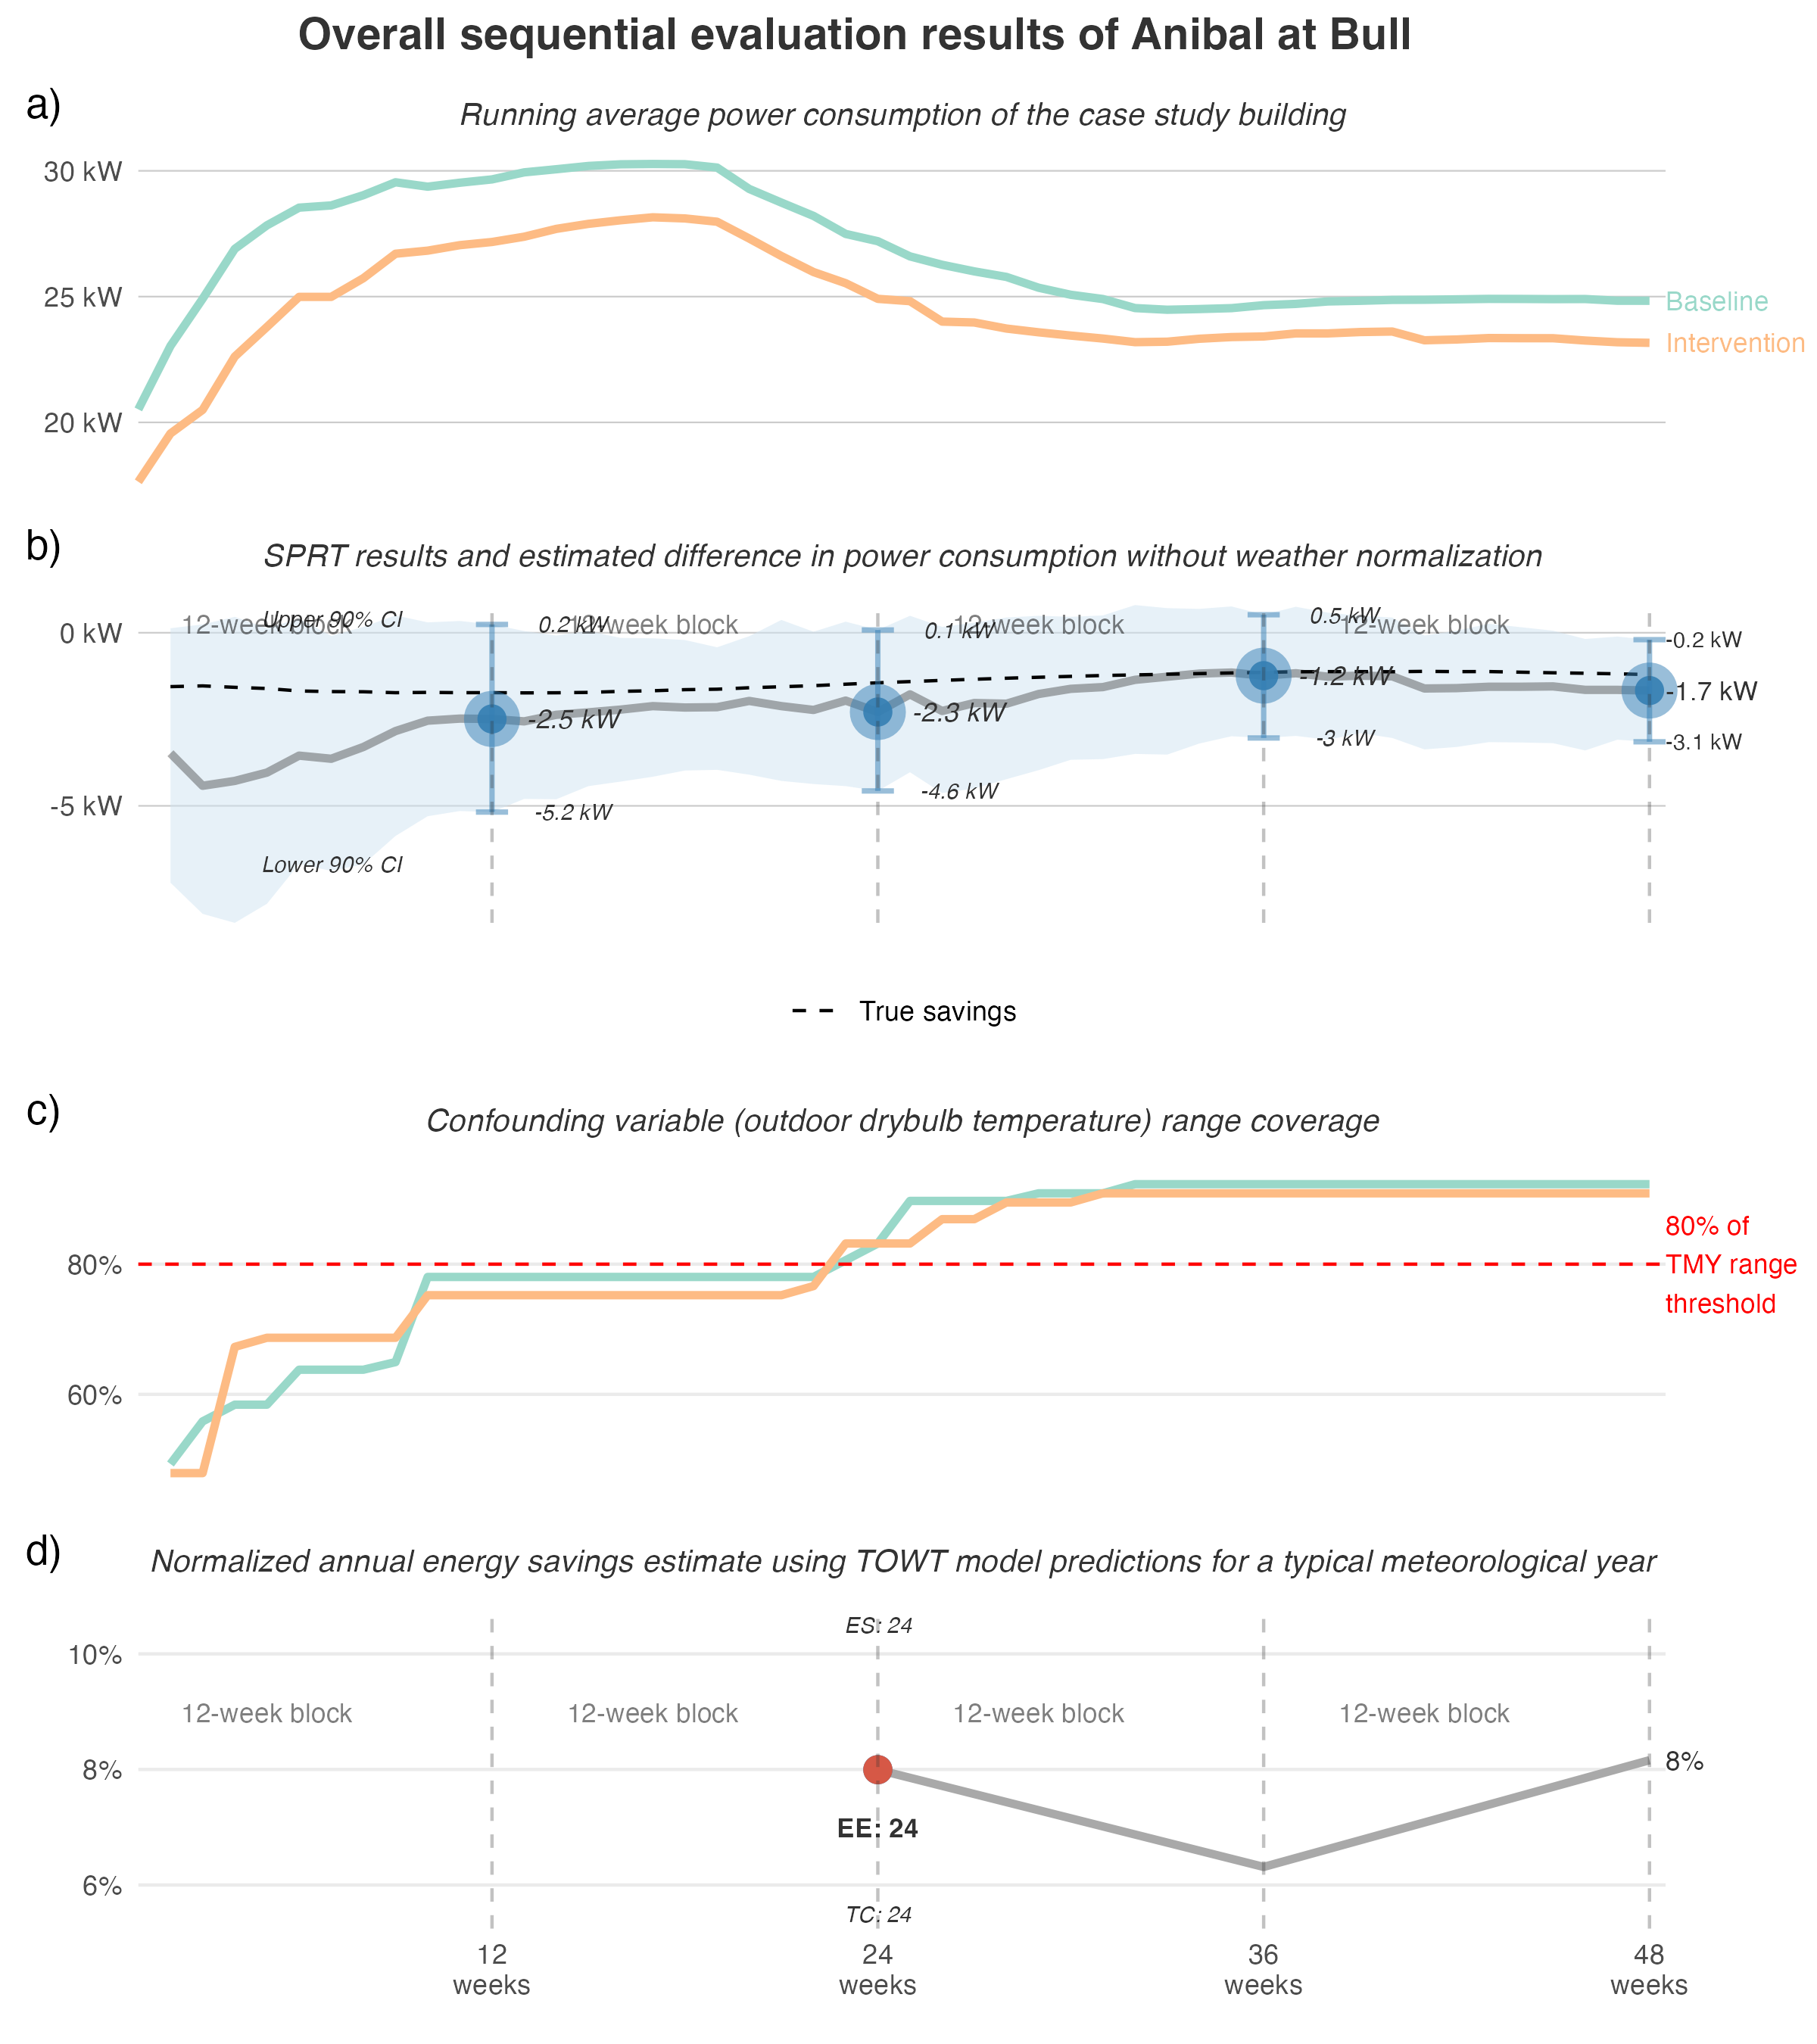 Overall sequential evaluation results of Anibal at Bull
a)
Running average power consumption of the case study building
30 kW
25 kW
20 kW
Baseline
Intervention
b)
SPRT results and estimated difference in power consumption without weather normalization
Upper 90% CI
12-week block
12-week block
12-week block
12-week block
0.2 kW
0.1 kW
0.5 kW
-0.2 kW
0 kW
-2.5 kW
-2.3 kW
-1.2 kW
-1.7 kW
-5 kW
-5.2 kW
-4.6 kW
-3 kW
-3.1 kW
Lower 90% CI
True savings
c)
Confounding variable (outdoor drybulb temperature) range coverage
80%
60%
80% of
TMY range
threshold
d)
Normalized annual energy savings estimate using TOWT model predictions for a typical meteorological year
ES: 24
10%
12-week block
12-week block
12-week block
12-week block
8%
8%
EE: 24
6%
TC: 24
12
weeks
24
weeks
36
weeks
48
weeks